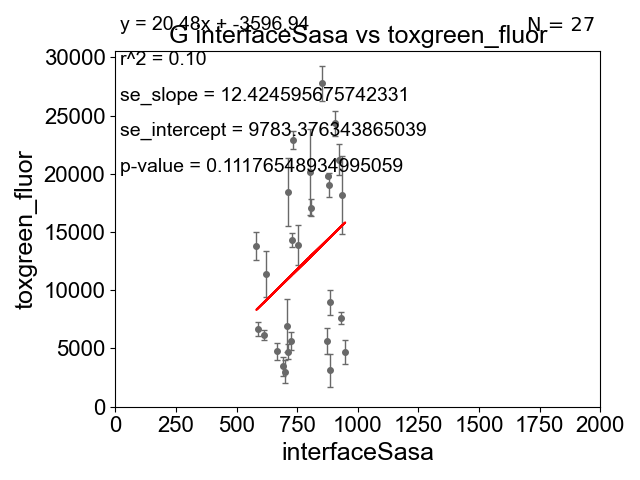 y = 20.48x + -3596.94
N = 27
G interfaceSasa vs toxgreen_fluor
r^2 = 0.10
se_slope = 12.424595675742331
se_intercept = 9783.376343865039
p-value = 0.11176548934995059
30000
25000
20000
15000
10000
5000
0
toxgreen_fluor
0 250 500 750 1000 1250 1500 1750 2000
interfaceSasa